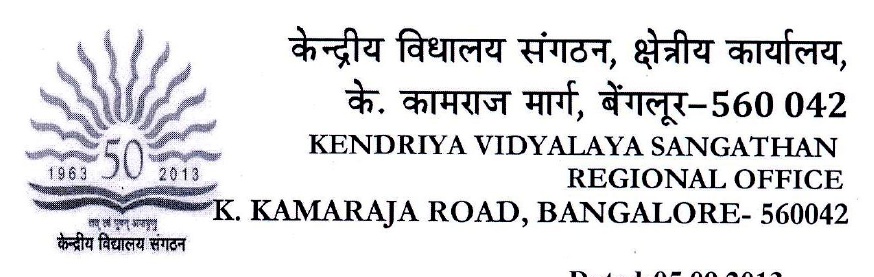 केन्द्रीय विधालय संगठन, क्षेत्रीय कार्यालय,
के. कामराज मार्ग, बेंगलूर–560 042
KENDRIYA VIDYALAYA SANGATHAN
REGIONAL OFFICE
K. KAMARAJA ROAD, BANGALORE- 560042
1963 50 2013
केन्द्रीय विद्यालय संगठन